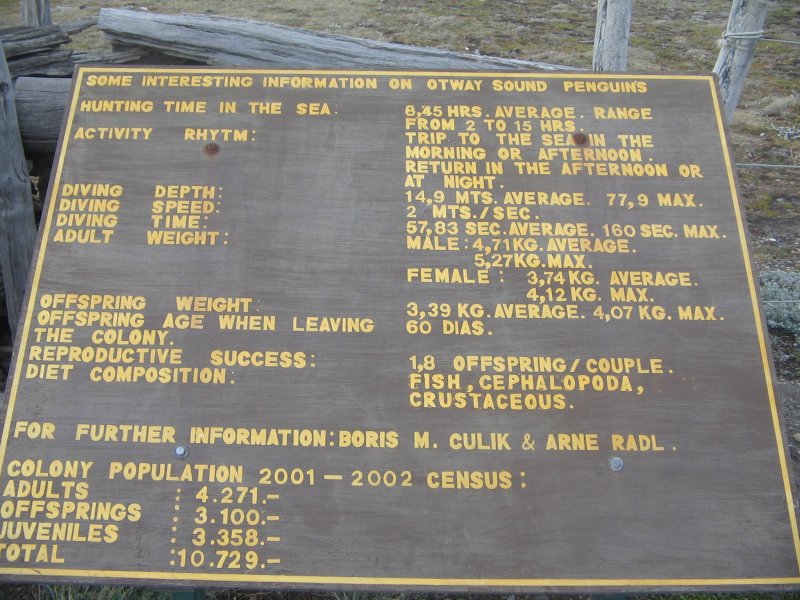 SOME INTERESTING INFORMATION ON OTWAY SOUND PENGUINS
HUNTING TIME IN THE SEA: 8,45 HRS. AVERAGE. RANGE
FROM 2 TO 15 HRS.
ACTIVITY RHYTM: TRIP TO THE SEA IN THE
MORNING OR AFTERNOON.
RETURN IN THE AFTERNOON OR
AT NIGHT.
DIVING DEPTH: 14,9 MTS. AVERAGE. 77,9 MAX.
DIVING SPEED: 2 MTS./SEC.
DIVING TIME: 57,83 SEC. AVERAGE. 160 SEC. MAX.
ADULT WEIGHT: MALE: 4,71 KG. AVERAGE.
5,27 KG. MAX.
FEMALE: 3,74 KG. AVERAGE.
4,12 KG. MAX.
OFFSPRING WEIGHT: 3,39 KG. AVERAGE. 4,07 KG. MAX.
OFFSPRING AGE WHEN LEAVING 60 DIAS.
THE COLONY.
REPRODUCTIVE SUCCESS: 1,8 OFFSPRING/COUPLE.
DIET COMPOSITION: FISH, CEPHALOPODA,
CRUSTACEOUS.
FOR FURTHER INFORMATION: BORIS M. CULIK & ARNE RADL.
COLONY POPULATION 2001 — 2002 CENSUS:
ADULTS : 4.271.-
OFFSPRINGS : 3.100.-
JUVENILES : 3.358.-
TOTAL : 10.729.-